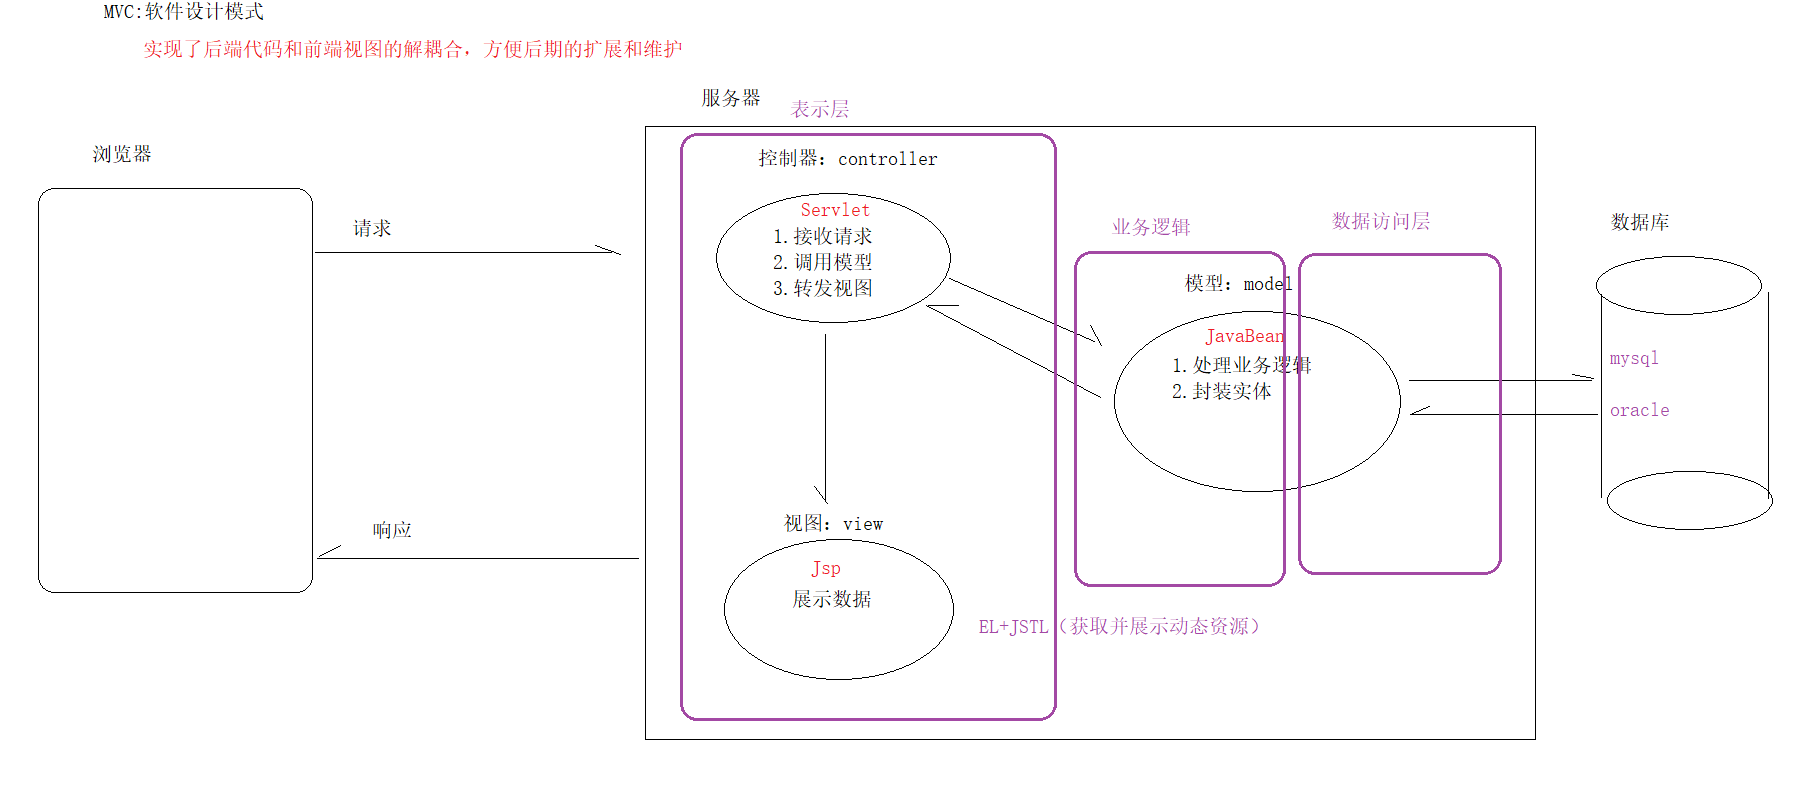 MVC:软件设计模式
实现了后端代码和前端视图的解耦合，方便后期的扩展和维护
服务器
表示层
浏览器
控制器：controller
请求
Servlet
1.接收请求
2.调用模型
3.转发视图
业务逻辑
数据访问层
数据库
模型：model
JavaBean
1.处理业务逻辑
2.封装实体
mysql
oracle
响应
视图：view
Jsp
展示数据
EL+JSTL（获取并展示动态资源）